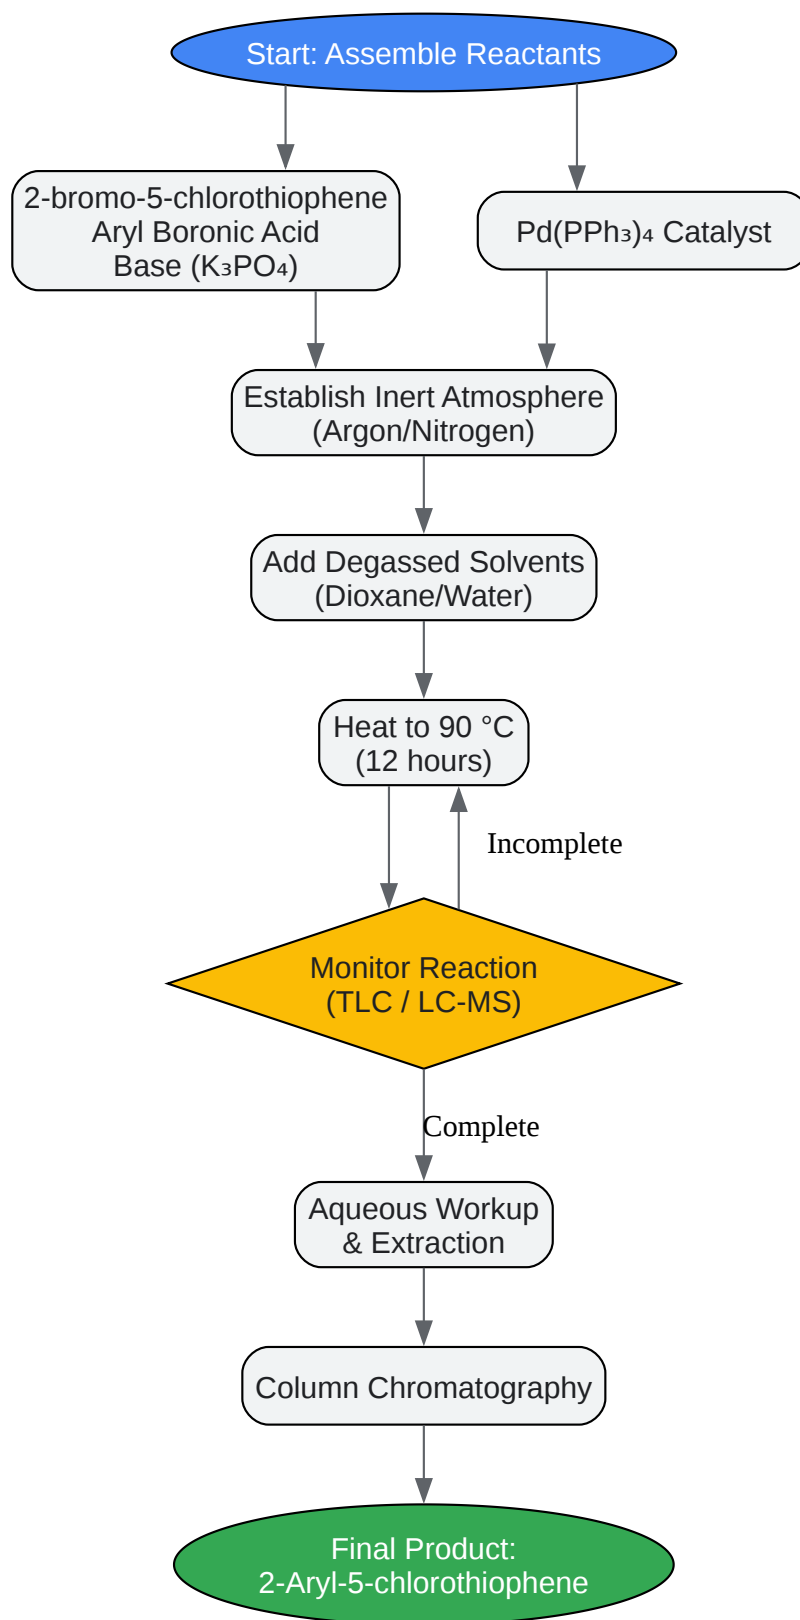 Start: Assemble Reactants
2-bromo-5-chlorothiophene
Aryl Boronic Acid
Base (K₃PO₄)
Pd(PPh₃)₄ Catalyst
Establish Inert Atmosphere
(Argon/Nitrogen)
Add Degassed Solvents
(Dioxane/Water)
Heat to 90 °C
(12 hours)
Incomplete
Monitor Reaction
(TLC / LC-MS)
Complete
Aqueous Workup
& Extraction
Column Chromatography
Final Product:
2-Aryl-5-chlorothiophene